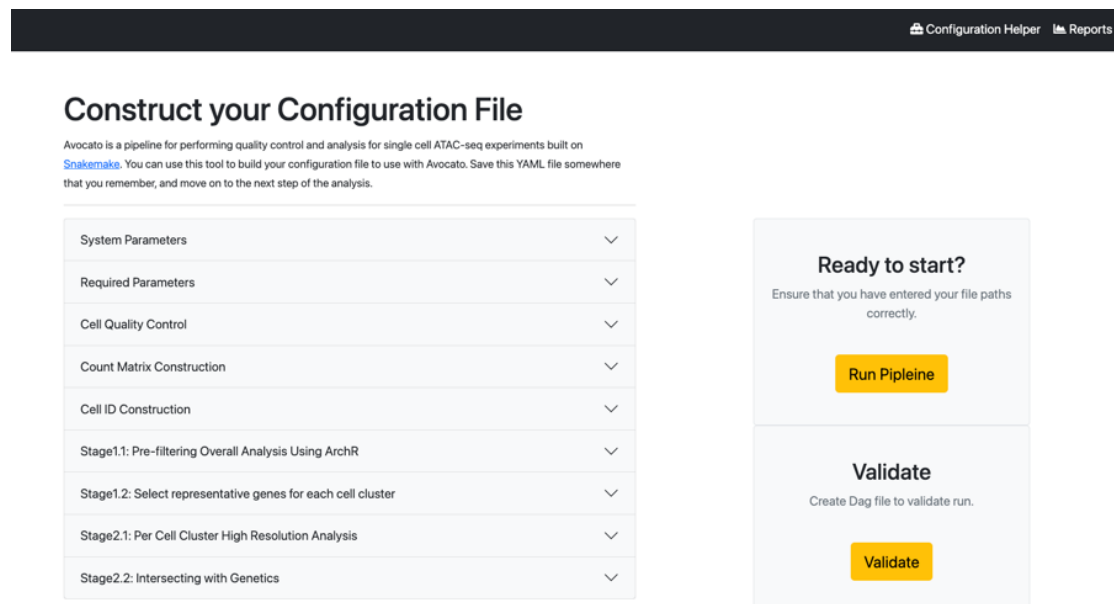 Configuration Helper Reports
Construct your Configuration File
Avocato is a pipeline for performing quality control and analysis for single cell ATAC-seq experiments built on
Snakemake. You can use this tool to build your configuration file to use with Avocato. Save this YAML file somewhere
that you remember, and move on to the next step of the analysis.
System Parameters
Required Parameters
Cell Quality Control
Count Matrix Construction
Cell ID Construction
Stage1.1: Pre-filtering Overall Analysis Using ArchR
Stage1.2: Select representative genes for each cell cluster
Stage2.1: Per Cell Cluster High Resolution Analysis
Stage2.2: Intersecting with Genetics
Ready to start?
Ensure that you have entered your file paths
correctly.
Run Pipleine
Validate
Create Dag file to validate run.
Validate